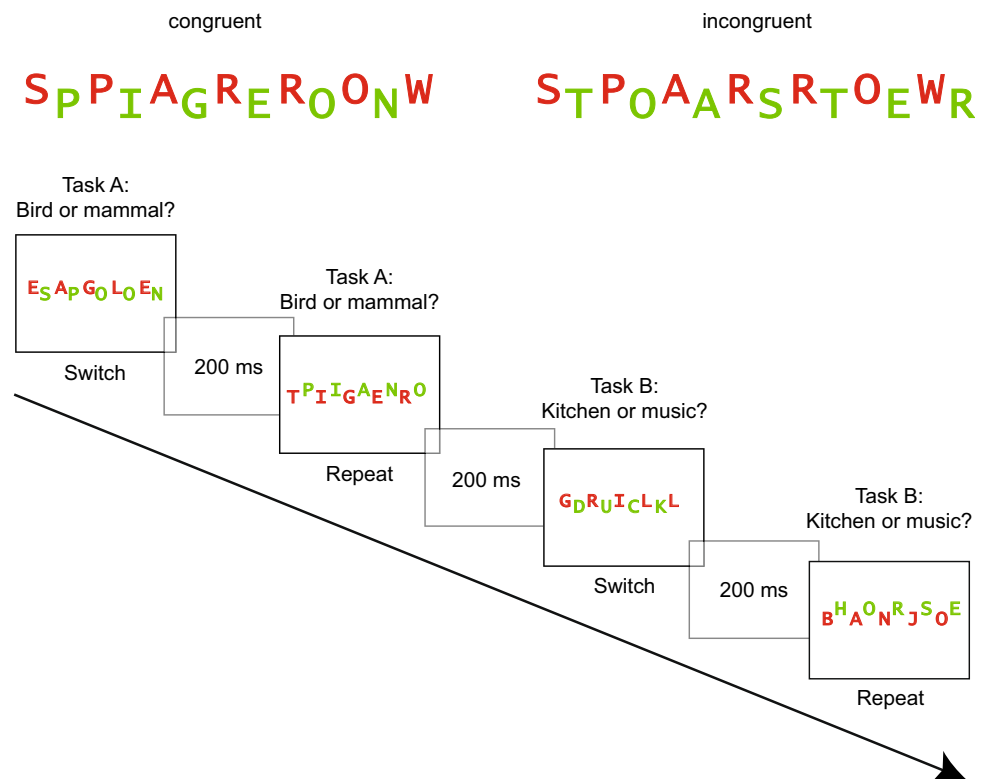 congruent
incongruent
SPPIAGREROONW
STPOAARSRTOEWR
Task A:
Bird or mammal?
ESAPGOLOEN
Switch
200 ms
Task A:
Bird or mammal?
TPIIGAENRO
Repeat
200 ms
Task B:
Kitchen or music?
GDRUICLKL
Switch
200 ms
Task B:
Kitchen or music?
BHAONRJSOE
Repeat